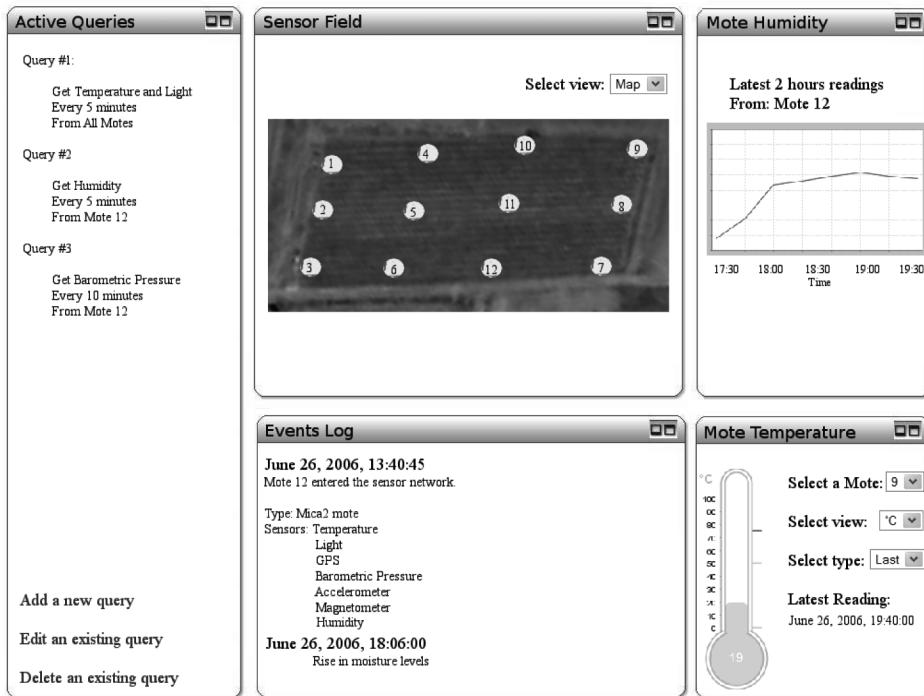 Active Queries
Query #1:
Get Temperature and Light
Every 5 minutes
From All Motes
Query #2
Get Humidity
Every 5 minutes
From Mote 12
Query #3
Get Barometric Pressure
Every 10 minutes
From Mote 12
Add a new query
Edit an existing query
Delete an existing query
Sensor Field
Select view: Map
1 4 10 9
2 5 11 8
3 6 12 7
Mote Humidity
Latest 2 hours readings
From: Mote 12
17:30 18:00 18:30 19:00 19:30
Time
Events Log
June 26, 2006, 13:40:45
Mote 12 entered the sensor network.
Type: Mica2 mote
Sensors: Temperature
Light
GPS
Barometric Pressure
Accelerometer
Magnetometer
Humidity
June 26, 2006, 18:06:00
Rise in moisture levels
Mote Temperature
°C
Select a Mote: 9
Select view: °C
Select type: Last
Latest Reading:
June 26, 2006, 19:40:00
19